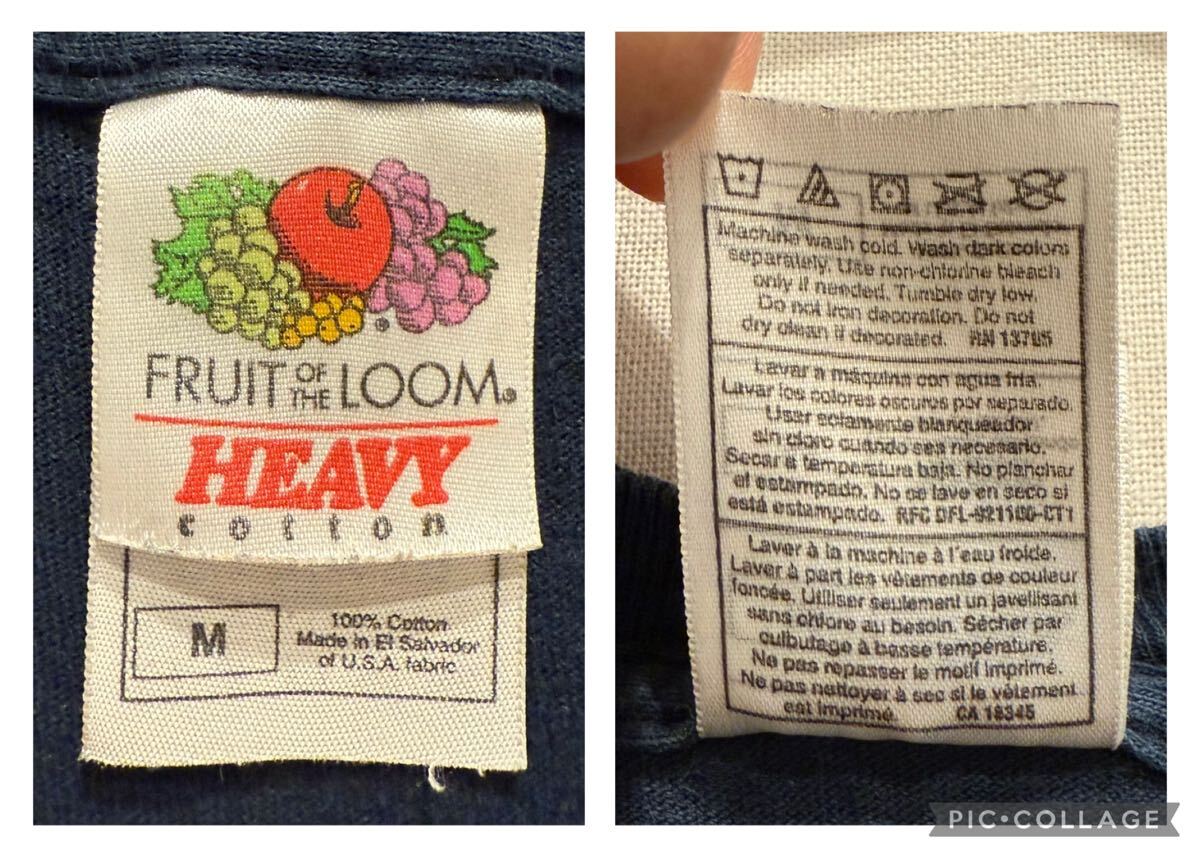 FRUIT OF THE LOOM®
HEAVY
cotton
M
100% Cotton
Made in El Salvador
of U.S.A. fabric
Machine wash cold. Wash dark colors
separately. Use non-chlorine bleach
only if needed. Tumble dry low.
Do not iron decoration. Do not
dry clean if decorated. RN 13765
Lavar a máquina con agua fria.
Lavar los colores oscuros por separado.
Usar solamente blanqueador
sin cloro cuando sea necesario.
Secar a temperatura baja. No planchar
el estampado. No se lave en seco si
está estampado. RFC DFL-921100-CT1
Laver à la machine à l'eau froide.
Laver à part les vêtements de couleur
foncée. Utiliser seulement un javellisant
sans chlore au besoin. Sécher par
culbutage à basse température.
Ne pas repasser le motif imprimé.
Ne pas nettoyer à sec si le vêtement
est imprimé. CA 18345
PIC•COLLAGE